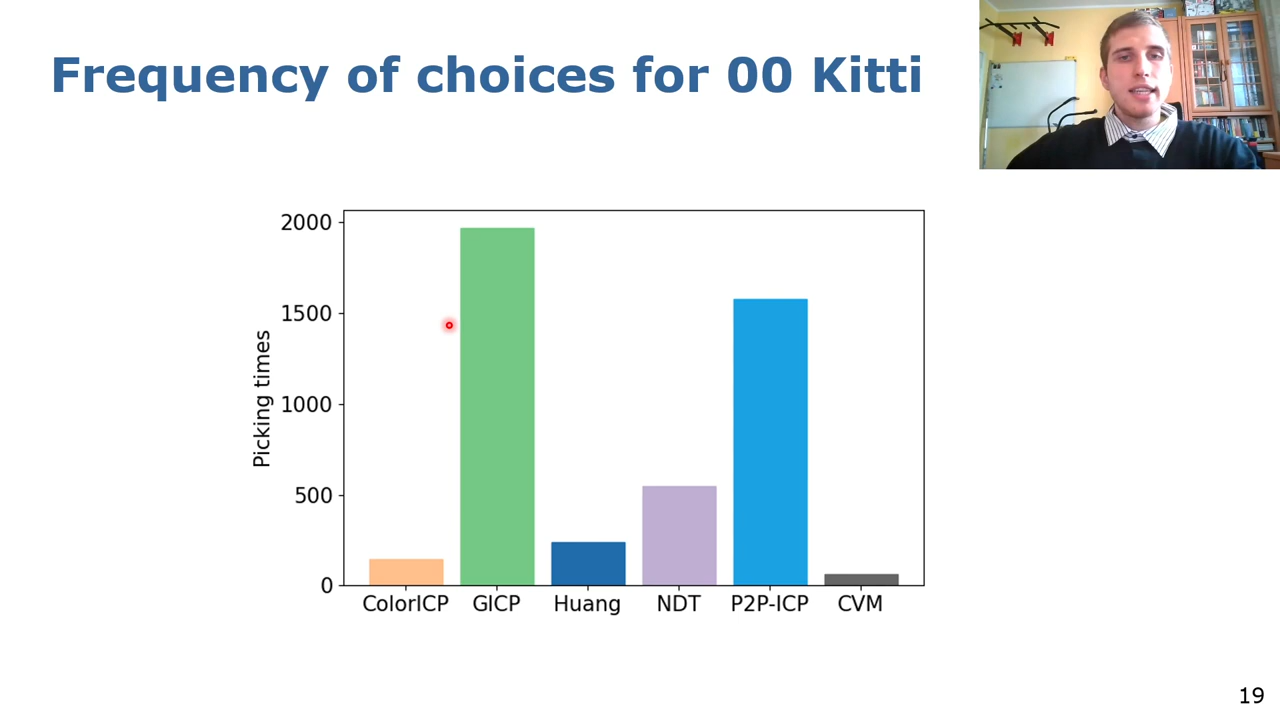 Frequency of choices for 00 Kitti
2000
1500
1000
500
0
Picking times
ColorICP GICP Huang NDT P2P-ICP CVM
19